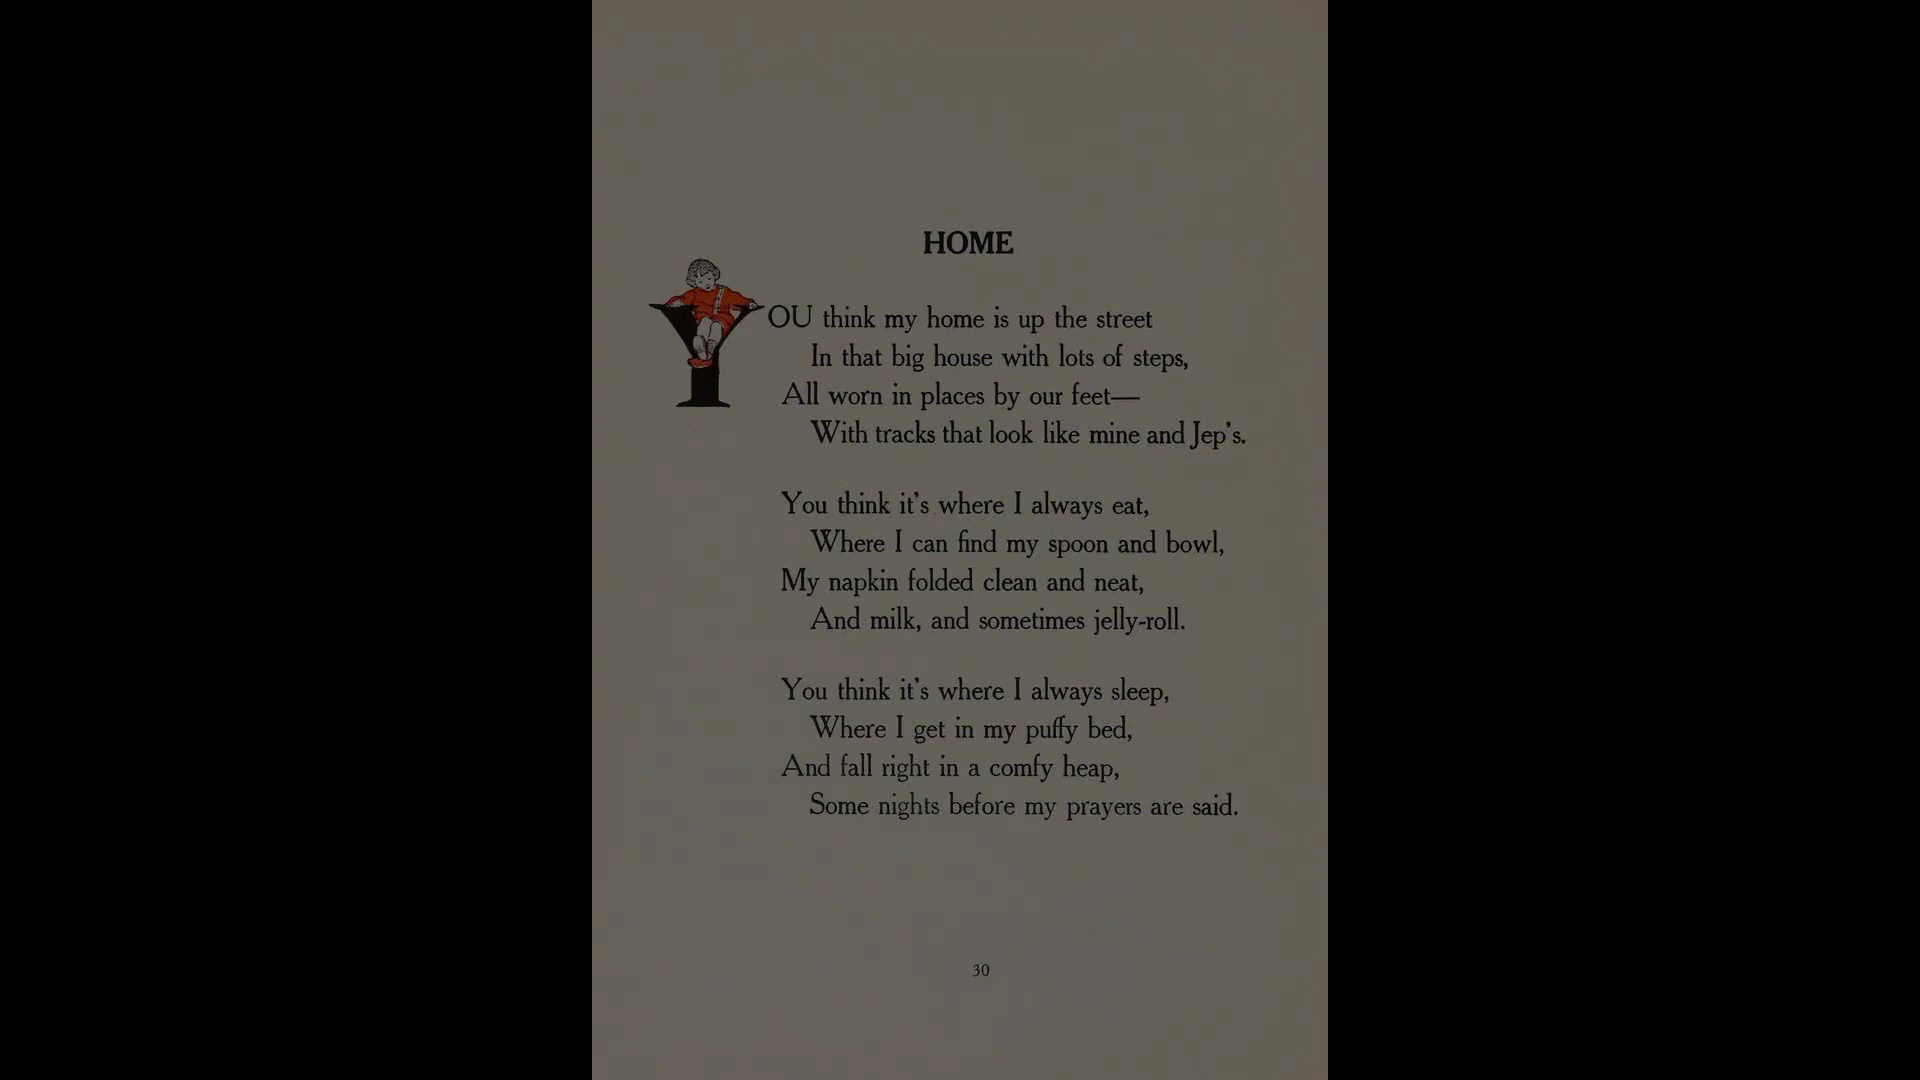 HOME
YOU think my home is up the street
In that big house with lots of steps,
All worn in places by our feet—
With tracks that look like mine and Jep's.
You think it's where I always eat,
Where I can find my spoon and bowl,
My napkin folded clean and neat,
And milk, and sometimes jelly-roll.
You think it's where I always sleep,
Where I get in my puffy bed,
And fall right in a comfy heap,
Some nights before my prayers are said.
30